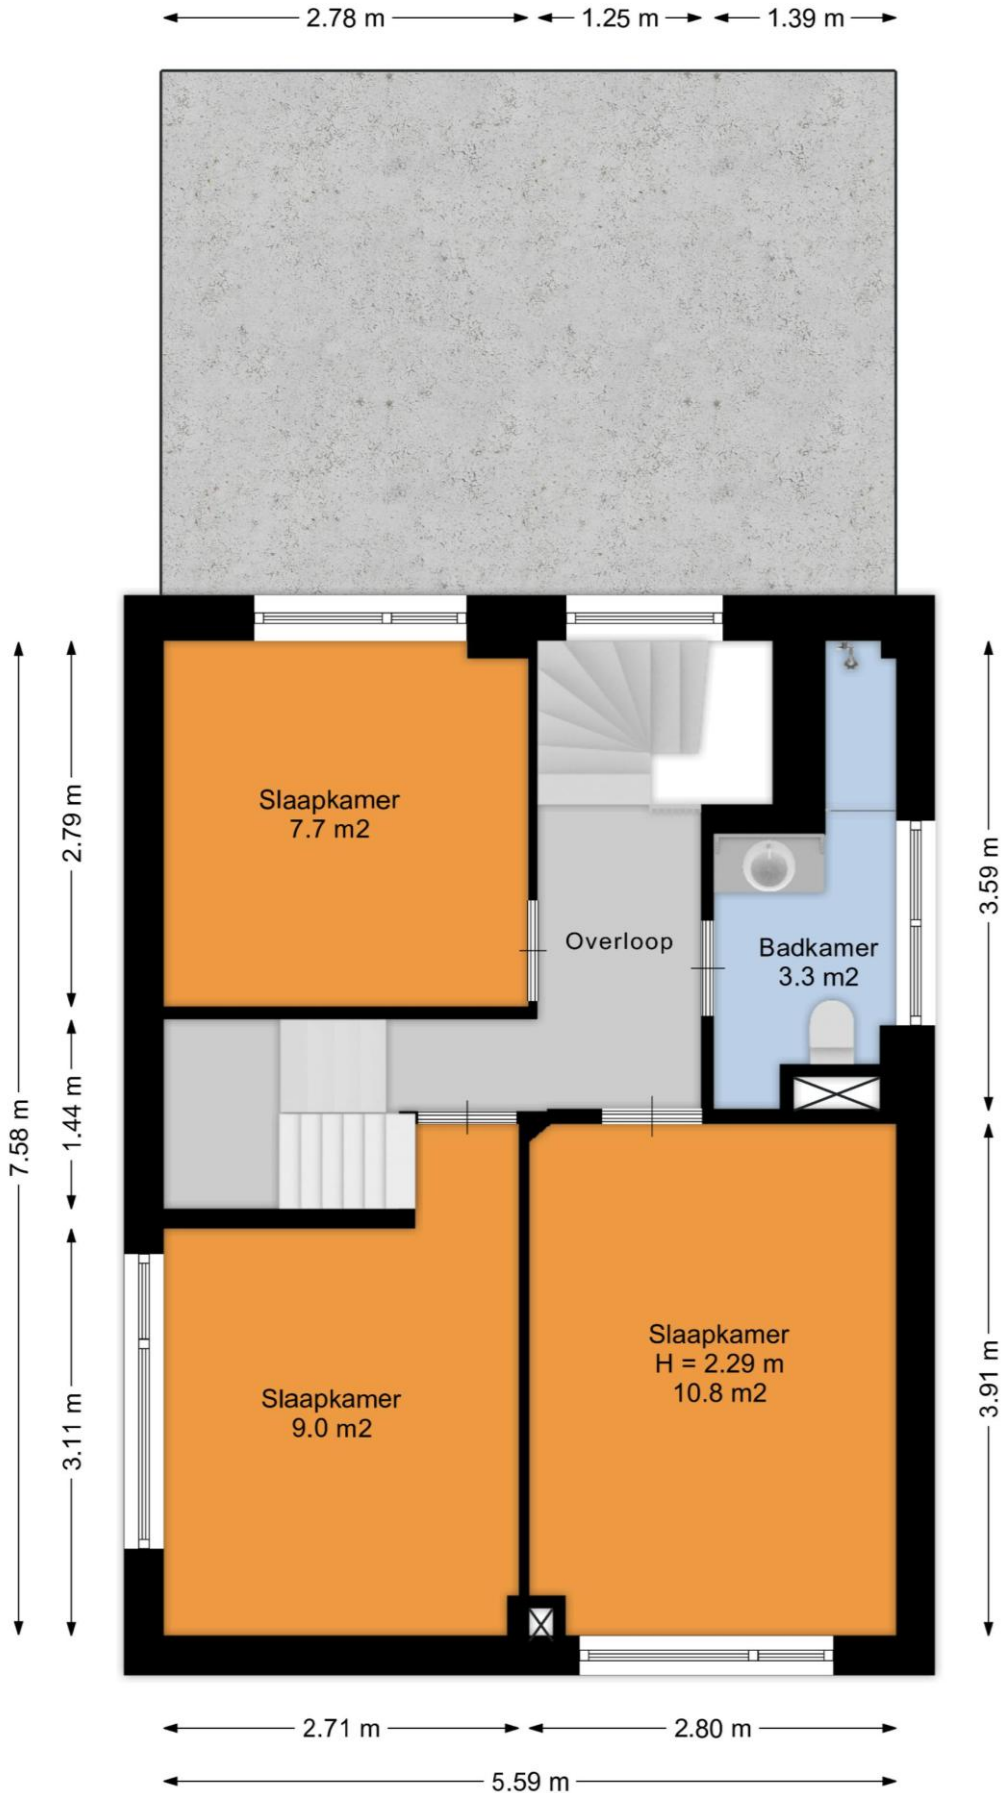 2.78 m
1.25 m
1.39 m
Slaapkamer
7.7 m2
2.79 m
3.59 m
Overloop
Badkamer
3.3 m2
7.58 m
1.44 m
Slaapkamer
H = 2.29 m
10.8 m2
3.91 m
Slaapkamer
9.0 m2
3.11 m
2.71 m
2.80 m
5.59 m